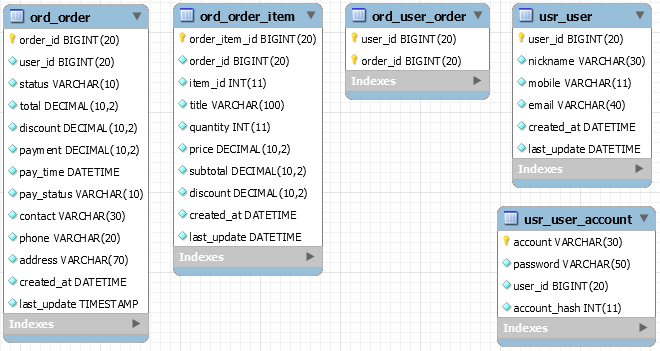 ord_order
order_id BIGINT(20)
user_id BIGINT(20)
status VARCHAR(10)
total DECIMAL(10,2)
discount DECIMAL(10,2)
payment DECIMAL(10,2)
pay_time DATETIME
pay_status VARCHAR(10)
contact VARCHAR(30)
phone VARCHAR(20)
address VARCHAR(70)
created_at DATETIME
last_update TIMESTAMP
Indexes
ord_order_item
order_item_id BIGINT(20)
order_id BIGINT(20)
item_id INT(11)
title VARCHAR(100)
quantity INT(11)
price DECIMAL(10,2)
subtotal DECIMAL(10,2)
discount DECIMAL(10,2)
created_at DATETIME
last_update DATETIME
Indexes
ord_user_order
user_id BIGINT(20)
order_id BIGINT(20)
Indexes
usr_user
user_id BIGINT(20)
nickname VARCHAR(30)
mobile VARCHAR(11)
email VARCHAR(40)
created_at DATETIME
last_update DATETIME
Indexes
usr_user_account
account VARCHAR(30)
password VARCHAR(50)
user_id BIGINT(20)
account_hash INT(11)
Indexes